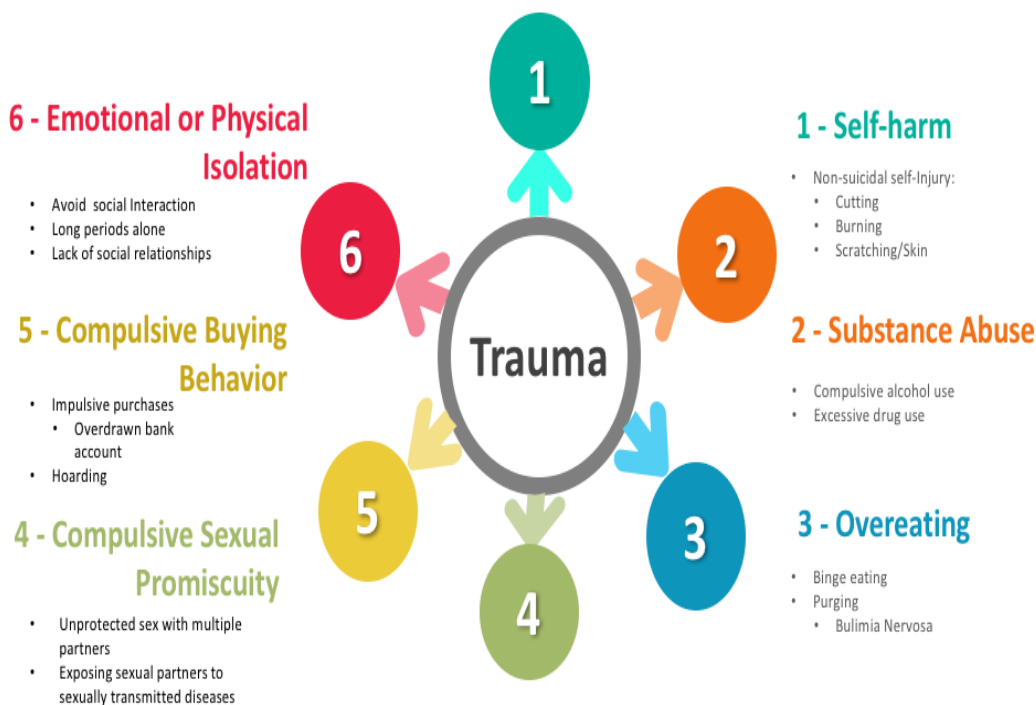 1
6 - Emotional or Physical
Isolation
• Avoid social Interaction
• Long periods alone
• Lack of social relationships
6
1 - Self-harm
• Non-suicidal self-Injury:
• Cutting
• Burning
• Scratching/Skin
2
5 - Compulsive Buying
Behavior
• Impulsive purchases
• Overdrawn bank
account
• Hoarding
Trauma
2 - Substance Abuse
• Compulsive alcohol use
• Excessive drug use
5
3
4 - Compulsive Sexual
Promiscuity
• Unprotected sex with multiple
partners
• Exposing sexual partners to
sexually transmitted diseases
4
3 - Overeating
• Binge eating
• Purging
• Bulimia Nervosa